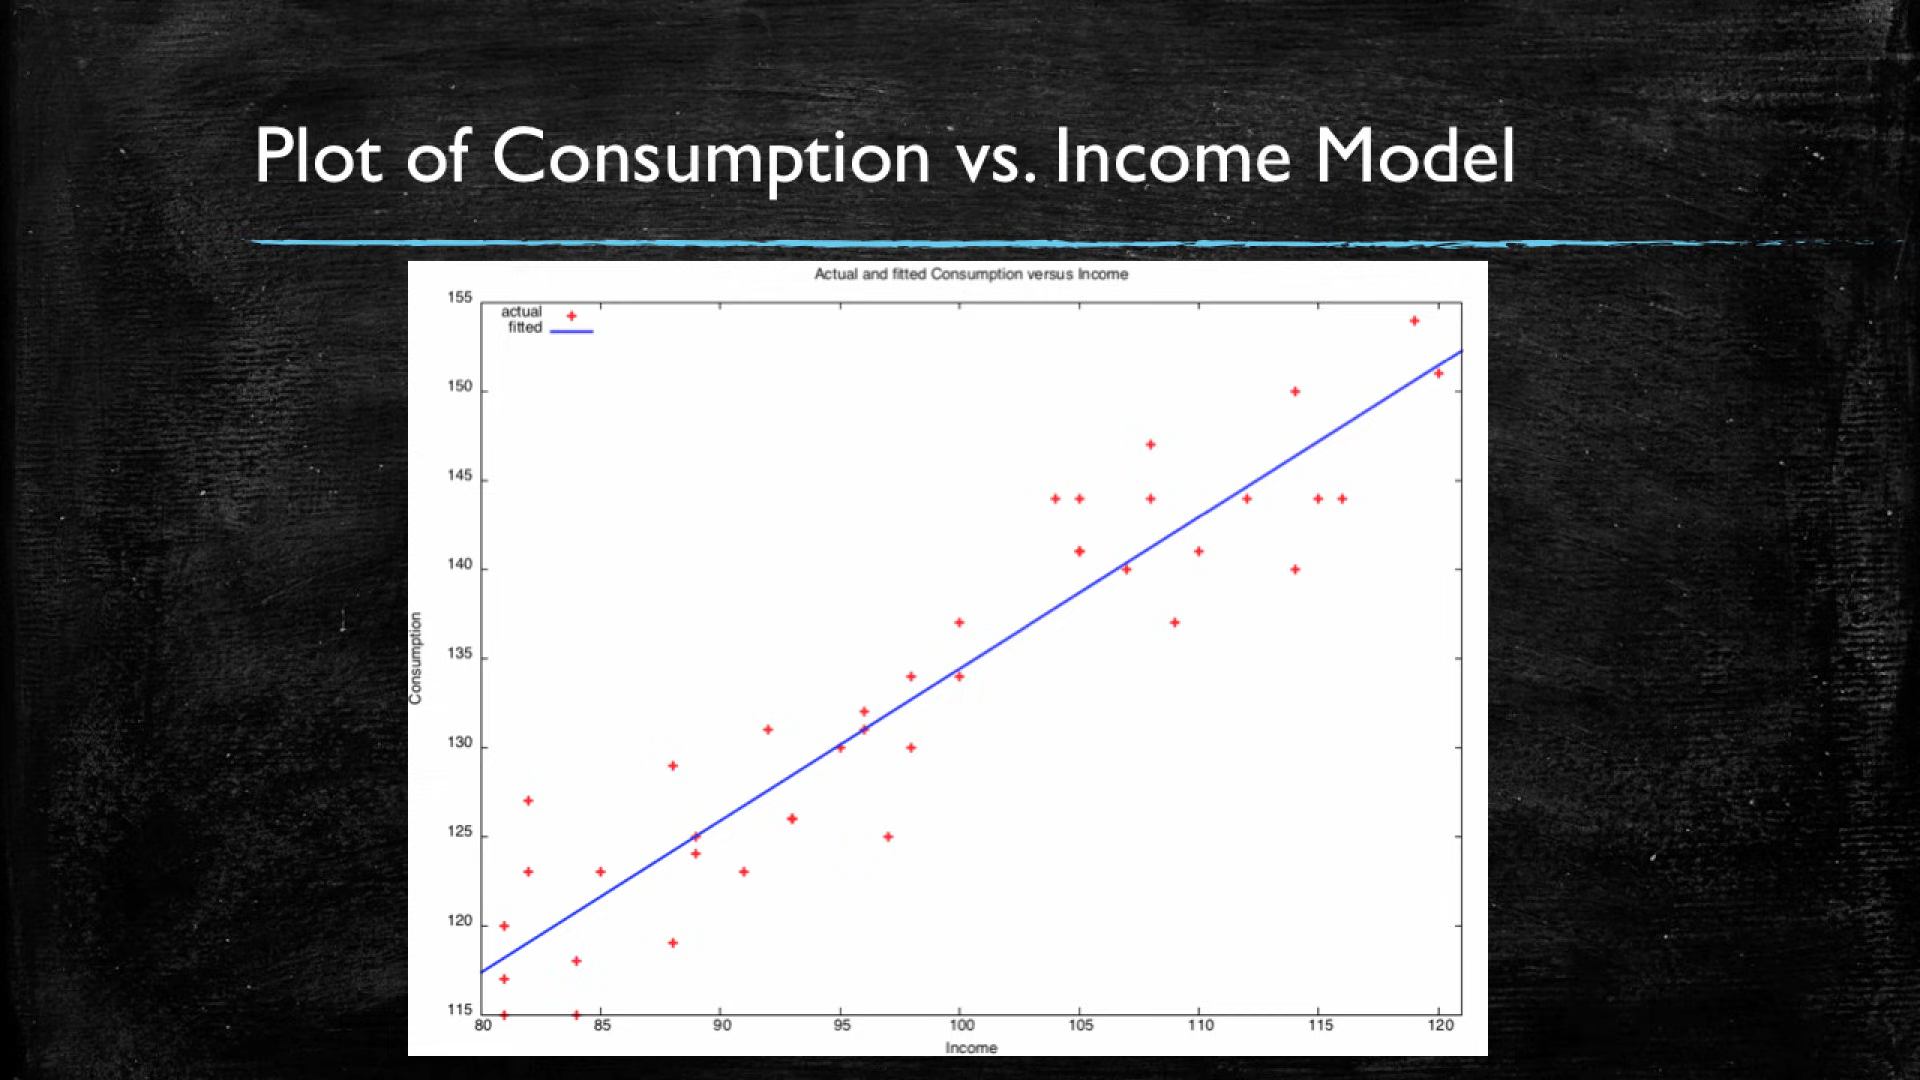 Plot of Consumption vs. Income Model
Actual and fitted Consumption versus Income
155
actual
fitted
150
145
140
135
130
125
120
115
Consumption
80 85 90 95 100 105 110 115 120
Income